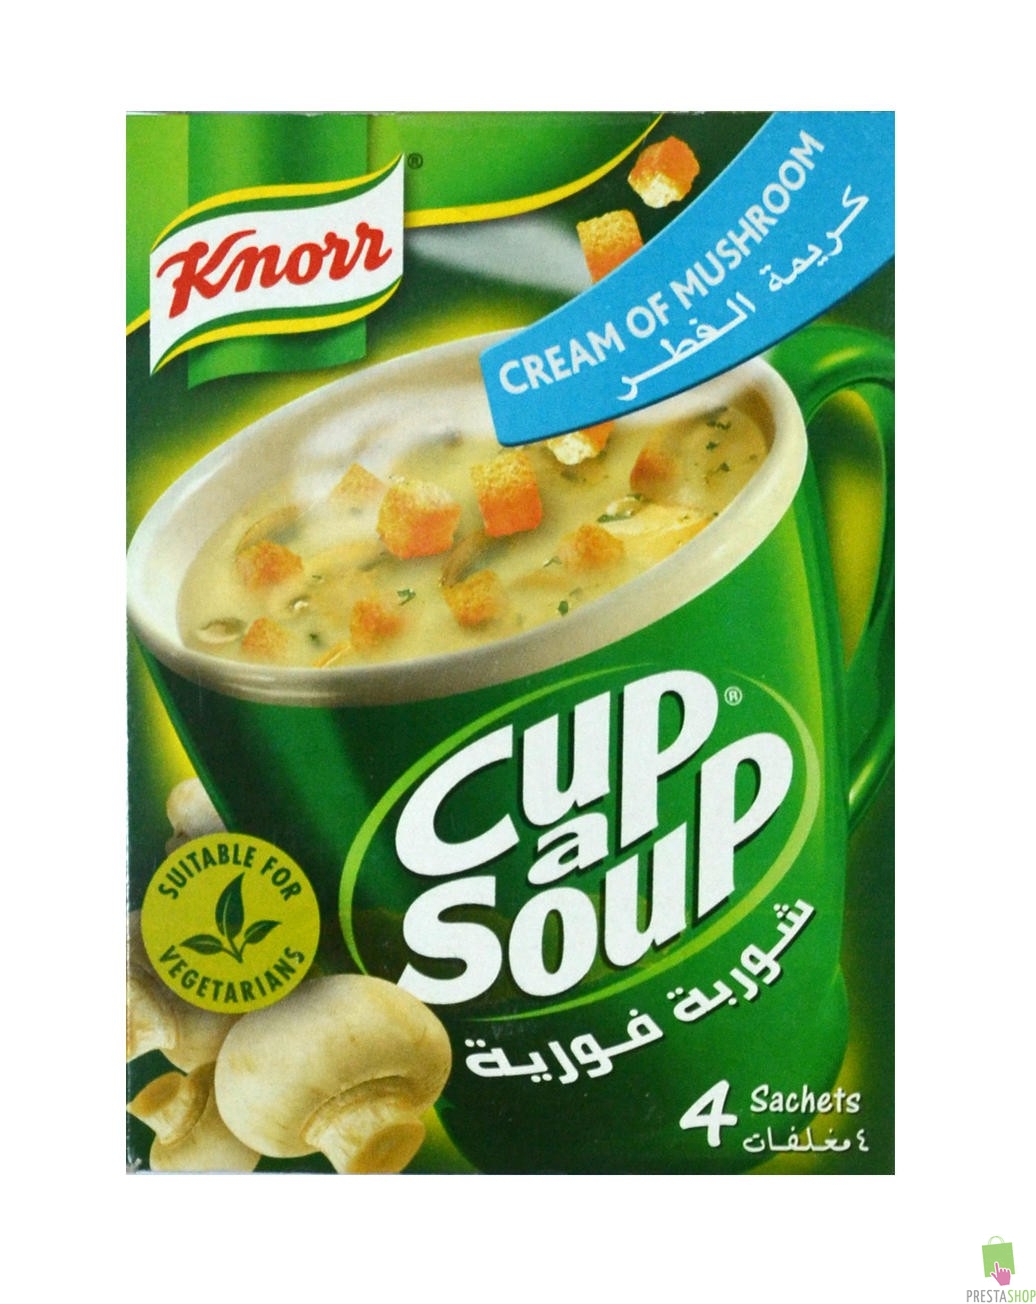 Knorr®
CREAM OF MUSHROOM
كريمة الفطر
Cup®
a
Soup
شوربة فورية
SUITABLE FOR
VEGETARIANS
4 Sachets
٤ مغلفات
PRESTASHOP